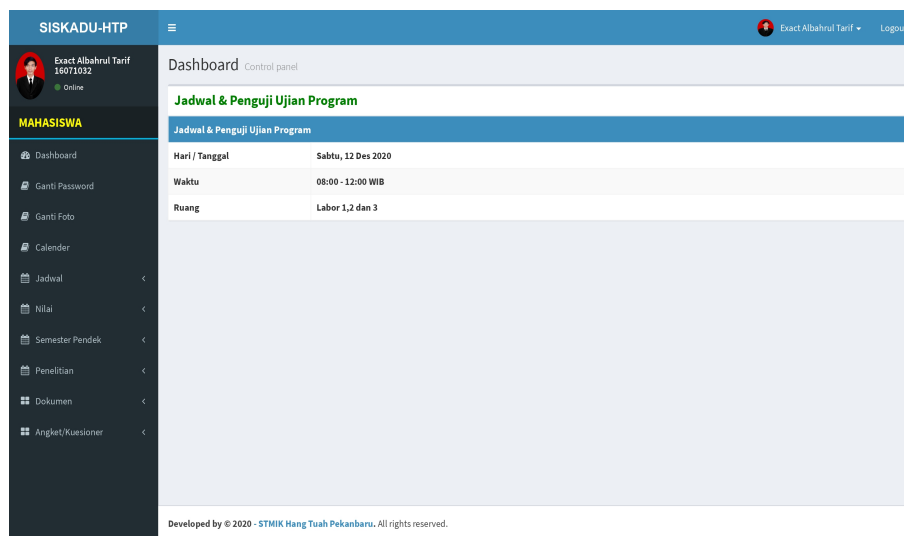 SISKADU-HTP
Exact Albahrul Tarif
Exact Albahrul Tarif
16071032
Online
MAHASISWA
Dashboard
Ganti Password
Ganti Foto
Calender
Jadwal
Nilai
Semester Pendek
Penelitian
Dokumen
Angket/Kuesioner
Dashboard Control panel
Jadwal & Penguji Ujian Program
Jadwal & Penguji Ujian Program
Hari / Tanggal Sabtu, 12 Des 2020
Waktu 08:00 - 12:00 WIB
Ruang Labor 1,2 dan 3
Developed by © 2020 - STMIK Hang Tuah Pekanbaru. All rights reserved.